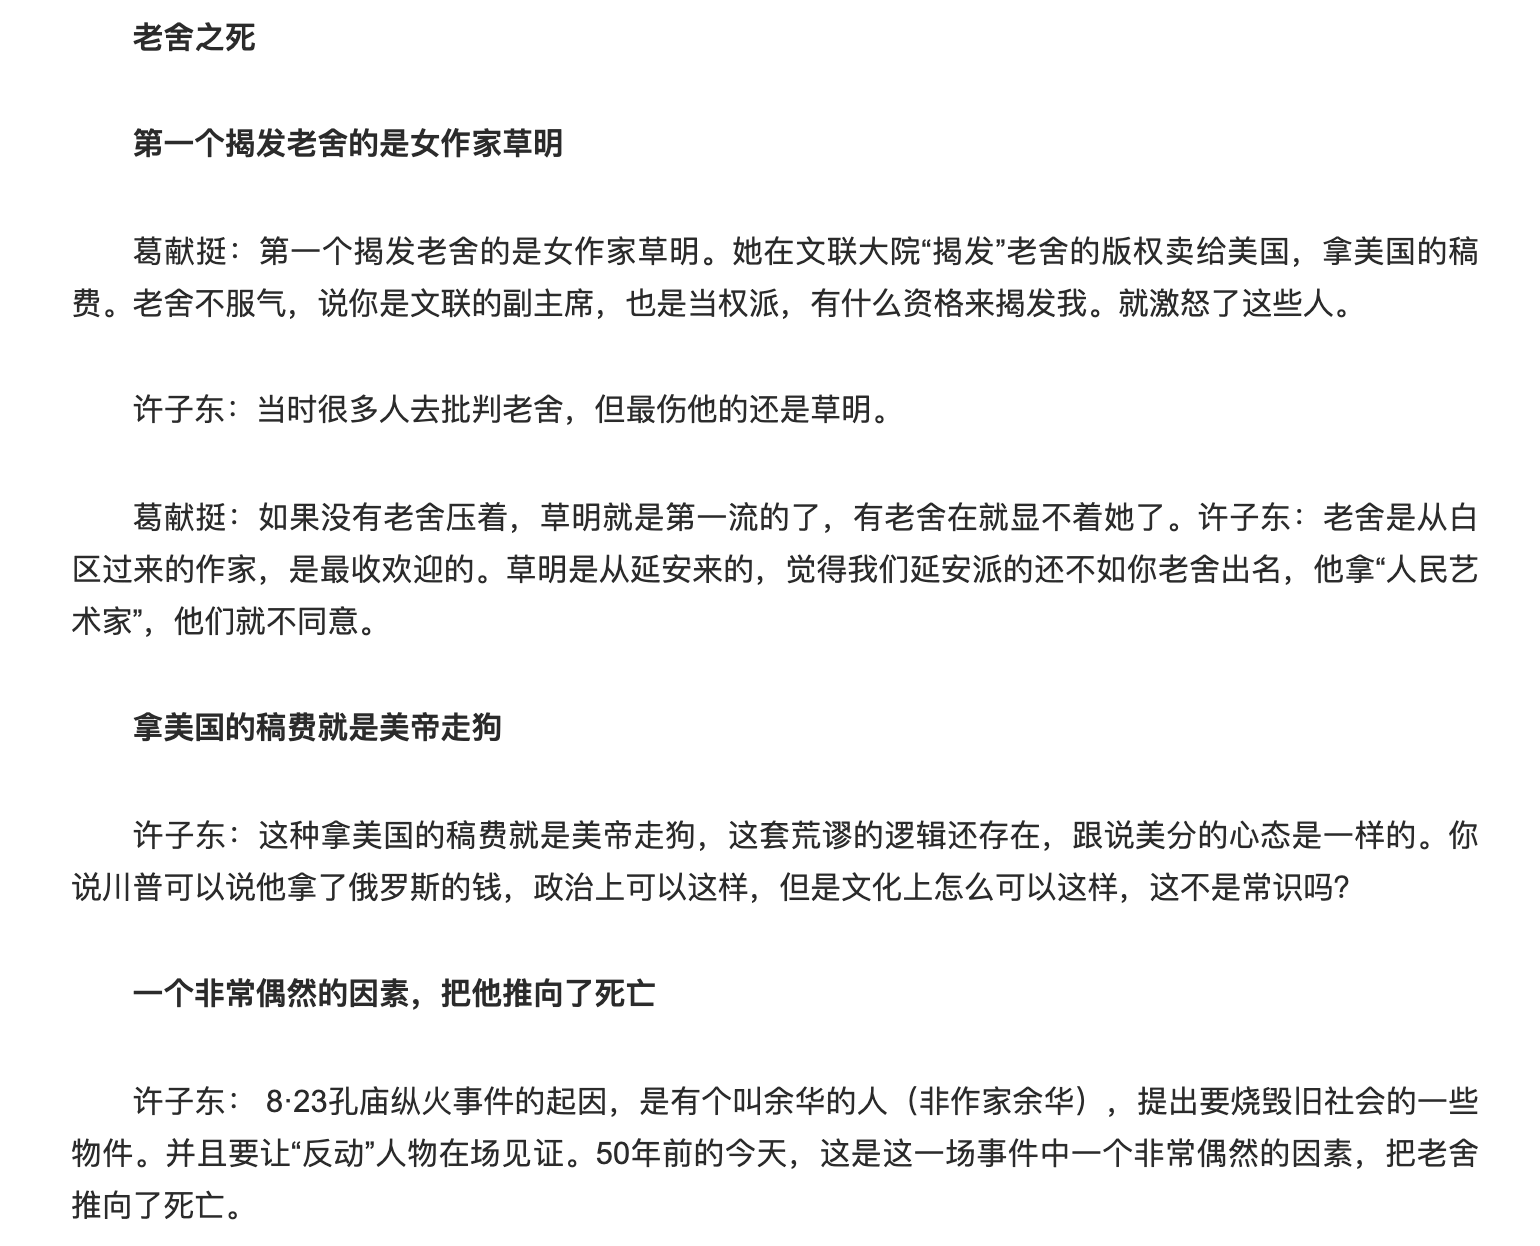 老舍之死
第一个揭发老舍的是女作家草明
葛献挺：第一个揭发老舍的是女作家草明。她在文联大院“揭发”老舍的版权卖给美国，拿美国的稿
费。老舍不服气，说你是文联的副主席，也是当权派，有什么资格来揭发我。就激怒了这些人。
许子东：当时很多人去批判老舍，但最伤他的还是草明。
葛献挺：如果没有老舍压着，草明就是第一流的了，有老舍在就显不着她了。许子东：老舍是从白
区过来的作家，是最收欢迎的。草明是从延安来的，觉得我们延安派的还不如你老舍出名，他拿“人民艺
术家”，他们就不同意。
拿美国的稿费就是美帝走狗
许子东：这种拿美国的稿费就是美帝走狗，这套荒谬的逻辑还存在，跟说美分的心态是一样的。你
说川普可以说他拿了俄罗斯的钱，政治上可以这样，但是文化上怎么可以这样，这不是常识吗？
一个非常偶然的因素，把他推向了死亡
许子东： 8·23孔庙纵火事件的起因，是有个叫余华的人（非作家余华），提出要烧毁旧社会的一些
物件。并且要让“反动”人物在场见证。50年前的今天，这是这一场事件中一个非常偶然的因素，把老舍
推向了死亡。